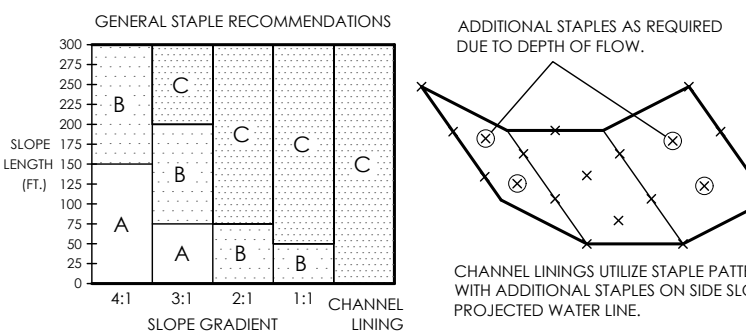 GENERAL STAPLE RECOMMENDATIONS
300
275
250
225
200
175
150
125
100
75
50
25
0
SLOPE
LENGTH
(FT.)
B
A
C
B
A
C
B
C
B
C
4:1
3:1
2:1
1:1
CHANNEL
LINING
SLOPE GRADIENT
ADDITIONAL STAPLES AS REQUIRED
DUE TO DEPTH OF FLOW.
CHANNEL LININGS UTILIZE STAPLE
WITH ADDITIONAL STAPLES ON SIDE
PROJECTED WATER LINE.